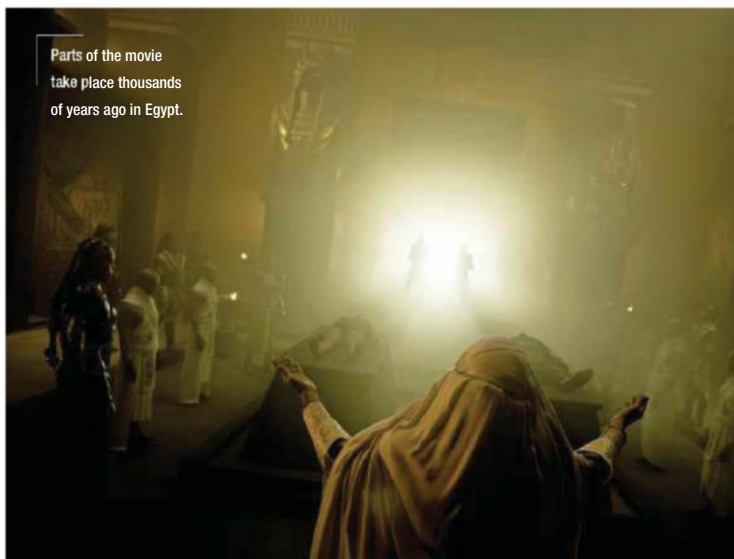 Parts of the movie
take place thousands
of years ago in Egypt.